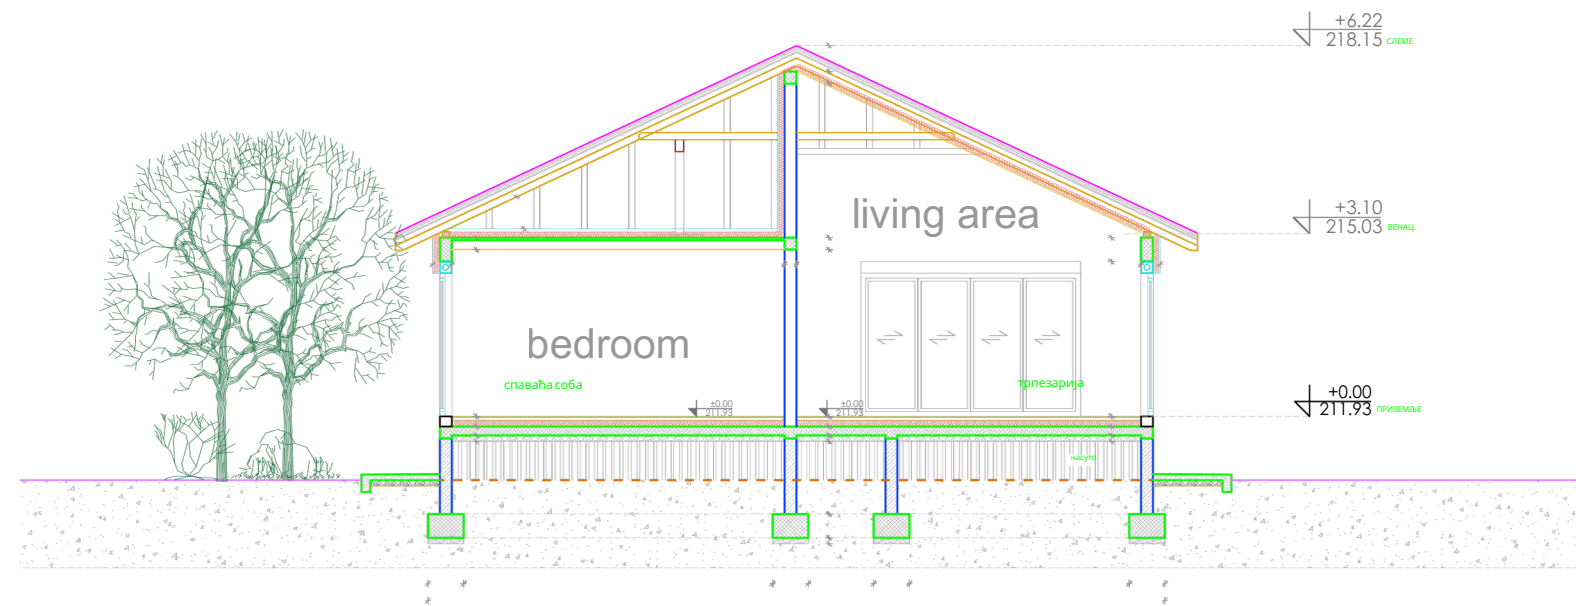 +6.22
218.15 СЛЕМЕ
living area
+3.10
215.03 ВЕНАЦ
bedroom
спаваћа соба
трпезарија
±0.00
211.93
±0.00
211.93
+0.00
211.93 ПРИЗЕМЉЕ
насуто